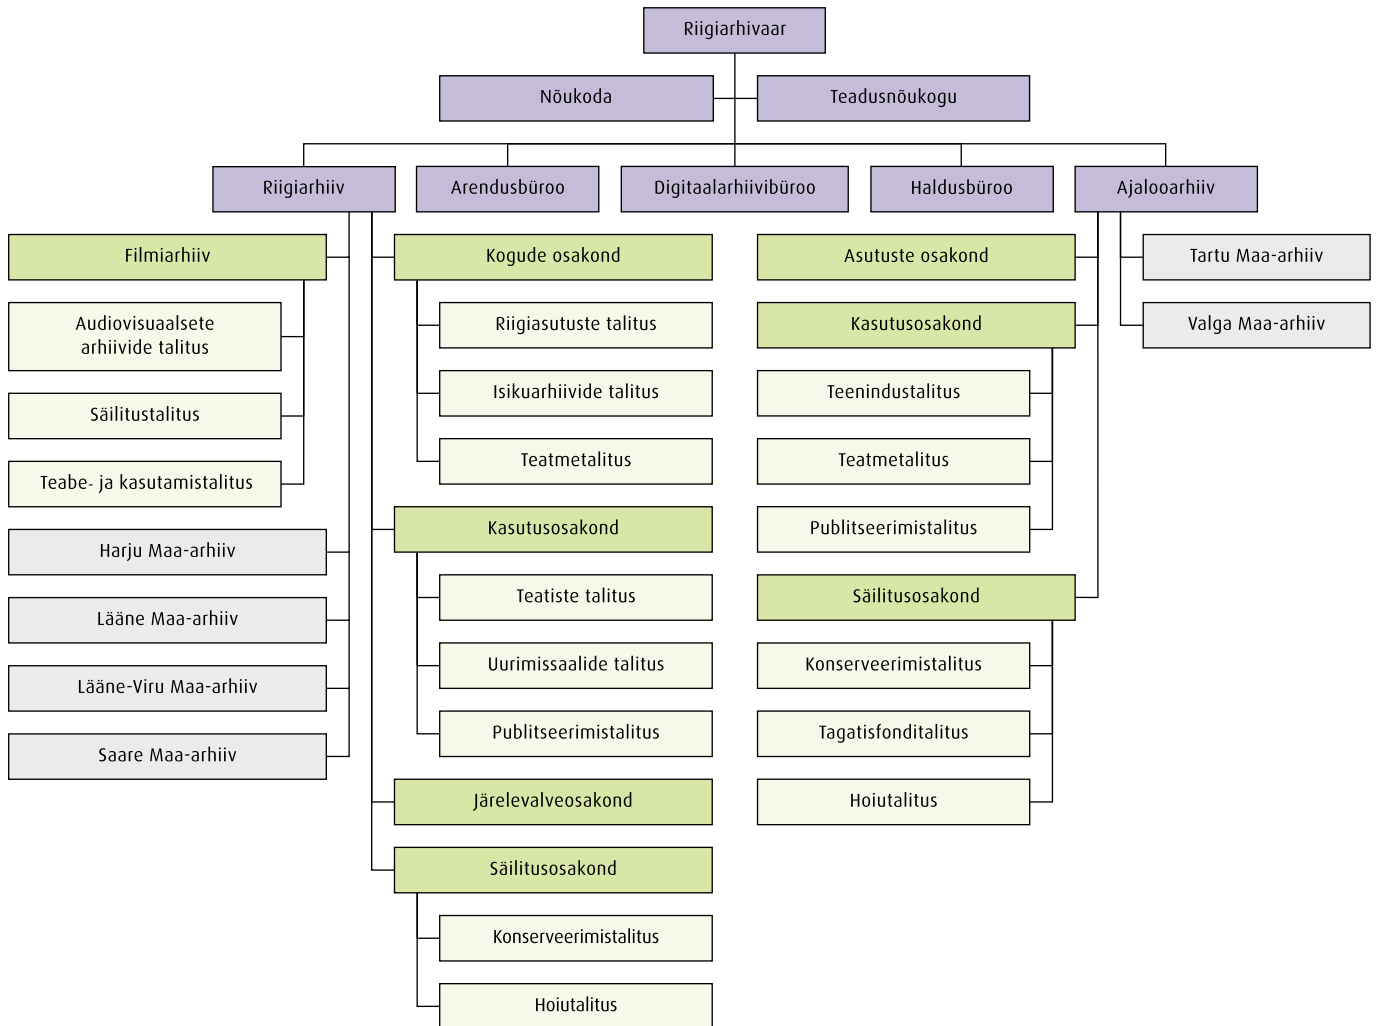 Riigiarhivaar
Nõukoda
Teadusnõukogu
Riigiarhiiv
Arendusbüroo
Digitaalarhiivibüroo
Haldusbüroo
Ajalooarhiiv
Filmiarhiiv
Audiovisuaalsete
arhiivide talitus
Säilitustalitus
Teabe- ja kasutamistalitus
Harju Maa-arhiiv
Lääne Maa-arhiiv
Lääne-Viru Maa-arhiiv
Saare Maa-arhiiv
Kogude osakond
Riigiasutuste talitus
Isikuarhiivide talitus
Teatmetalitus
Kasutusosakond
Teatiste talitus
Uurimissaalide talitus
Publitseerimistalitus
Järelevalveosakond
Säilitusosakond
Konserveerimistalitus
Hoiutalitus
Asutuste osakond
Kasutusosakond
Teenindustalitus
Teatmetalitus
Publitseerimistalitus
Säilitusosakond
Konserveerimistalitus
Tagatisfonditalitus
Hoiutalitus
Tartu Maa-arhiiv
Valga Maa-arhiiv